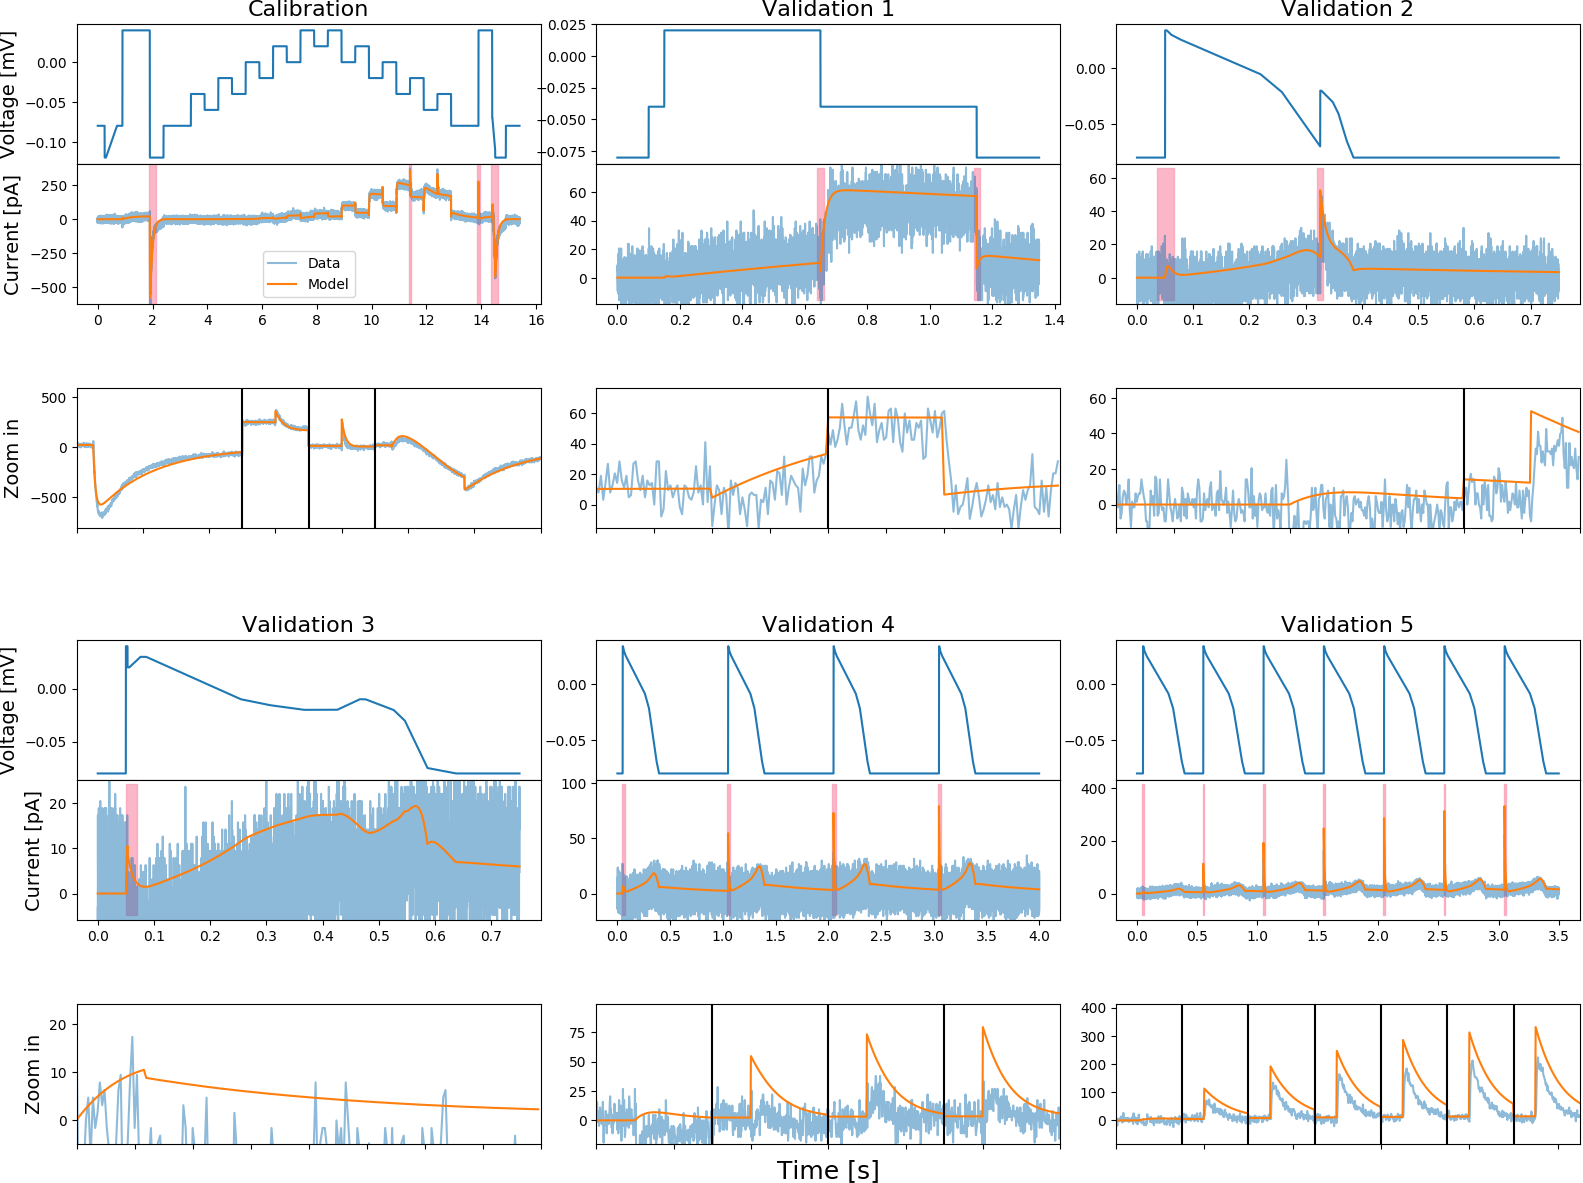 Calibration
Validation 1
Validation 2
Voltage [mV]
0.00
−0.05
−0.10
0.025
0.000
−0.025
−0.050
−0.075
0.00
−0.05
Current [pA]
250
0
−250
−500
Data
Model
60
40
20
0
60
40
20
0
0 2 4 6 8 10 12 14 16
0.0 0.2 0.4 0.6 0.8 1.0 1.2 1.4
0.0 0.1 0.2 0.3 0.4 0.5 0.6 0.7
Zoom in
500
0
−500
60
40
20
0
60
40
20
0
Validation 3
Validation 4
Validation 5
Voltage [mV]
0.00
−0.05
0.00
−0.05
0.00
−0.05
Current [pA]
20
10
0
100
50
0
400
200
0
0.0 0.1 0.2 0.3 0.4 0.5 0.6 0.7
0.0 0.5 1.0 1.5 2.0 2.5 3.0 3.5 4.0
0.0 0.5 1.0 1.5 2.0 2.5 3.0 3.5
Zoom in
20
10
0
75
50
25
0
400
300
200
100
0
Time [s]